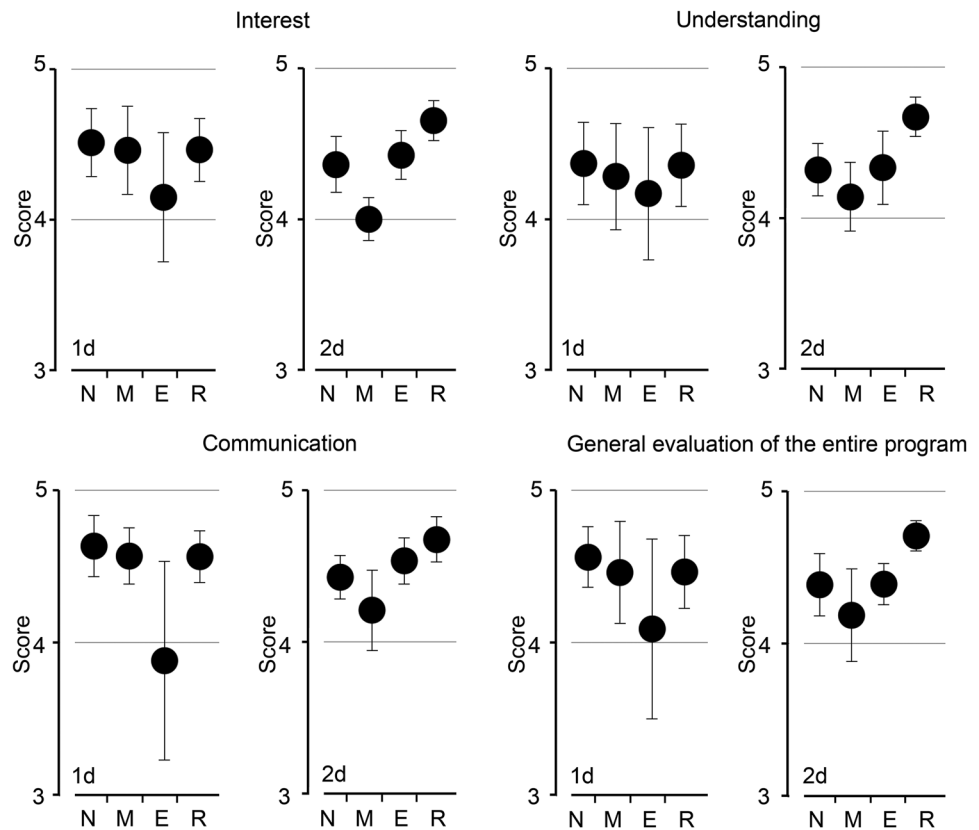 Interest
Understanding
5
4
3
Score
1d
N M E R
5
4
3
Score
2d
N M E R
5
4
3
Score
1d
N M E R
5
4
3
Score
2d
N M E R
Communication
General evaluation of the entire program
5
4
3
Score
1d
N M E R
5
4
3
Score
2d
N M E R
5
4
3
Score
1d
N M E R
5
4
3
Score
2d
N M E R